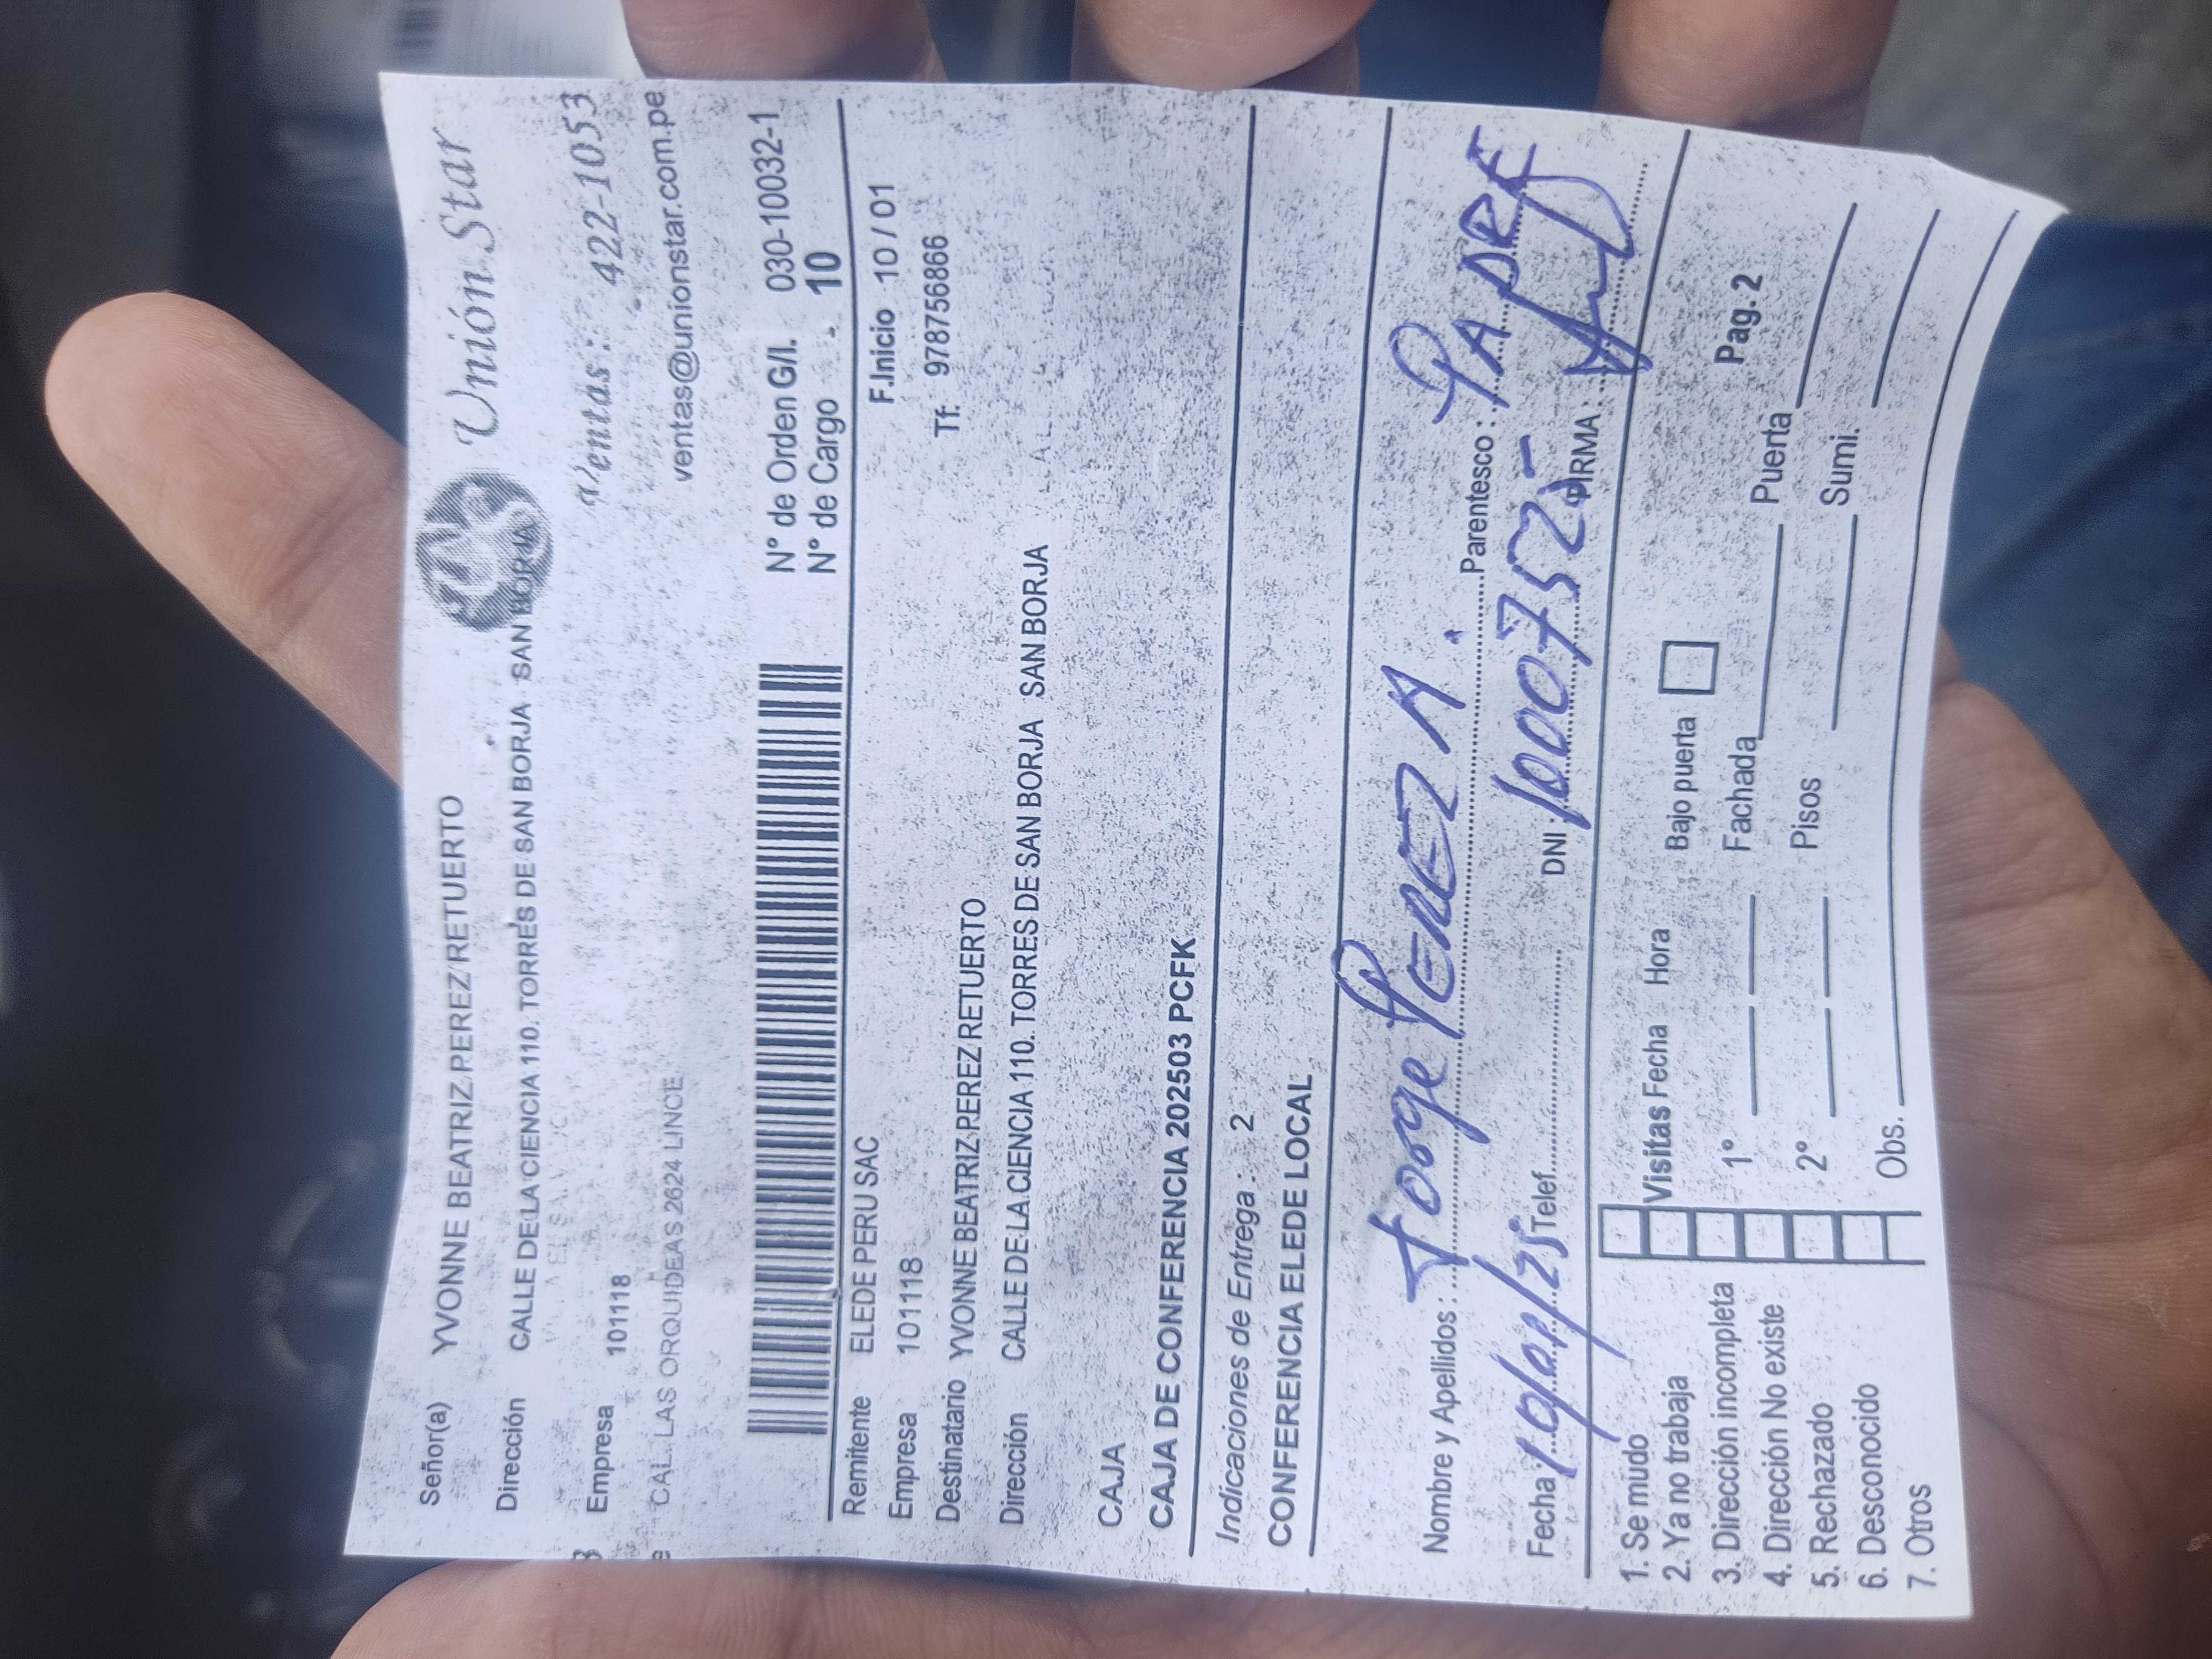 Señor(a) YVONNE BEATRIZ PEREZ RETUERTO
Unión Star
Dirección CALLE DE LA CIENCIA 110. TORRES DE SAN BORJA SAN BORJA
Ventas: 422-1053
Empresa 101118
ventas@unionstar.com.pe
CAL. LAS ORQUIDEAS 2624 LINCE
N° de Orden G/I. 030-10032-1
N° de Cargo 10
Remitente ELEDE PERU SAC
F.Inicio 10 / 01
Empresa 101118
Destinatario YVONNE BEATRIZ PEREZ RETUERTO
Tf: 978756866
Dirección CALLE DE LA CIENCIA 110. TORRES DE SAN BORJA SAN BORJA
CAJA
CAJA DE CONFERENCIA 202503 PCFK
Indicaciones de Entrega : 2
CONFERENCIA ELEDE LOCAL
Nombre y Apellidos : Jorge PEREZ A. Parentesco : PADRE
Fecha 10/01/25 Telef. DNI 10007525 FIRMA :
1. Se mudo
2. Ya no trabaja
3. Dirección incompleta
4. Dirección No existe
5. Rechazado
6. Desconocido
7. Otros
Visitas Fecha Hora Bajo puerta
1° Fachada Puerta
Pag. 2
2° Pisos Sumi.
Obs.